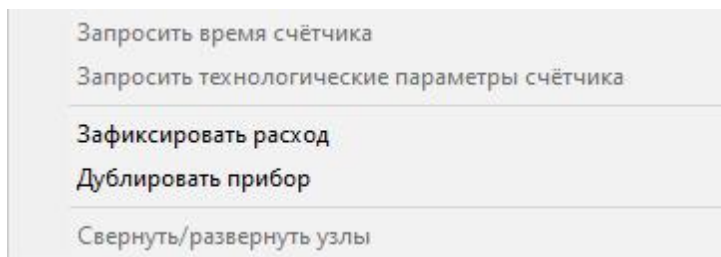 Запросить время счётчика
Запросить технологические параметры счётчика
Зафиксировать расход
Дублировать прибор
Свернуть/развернуть узлы